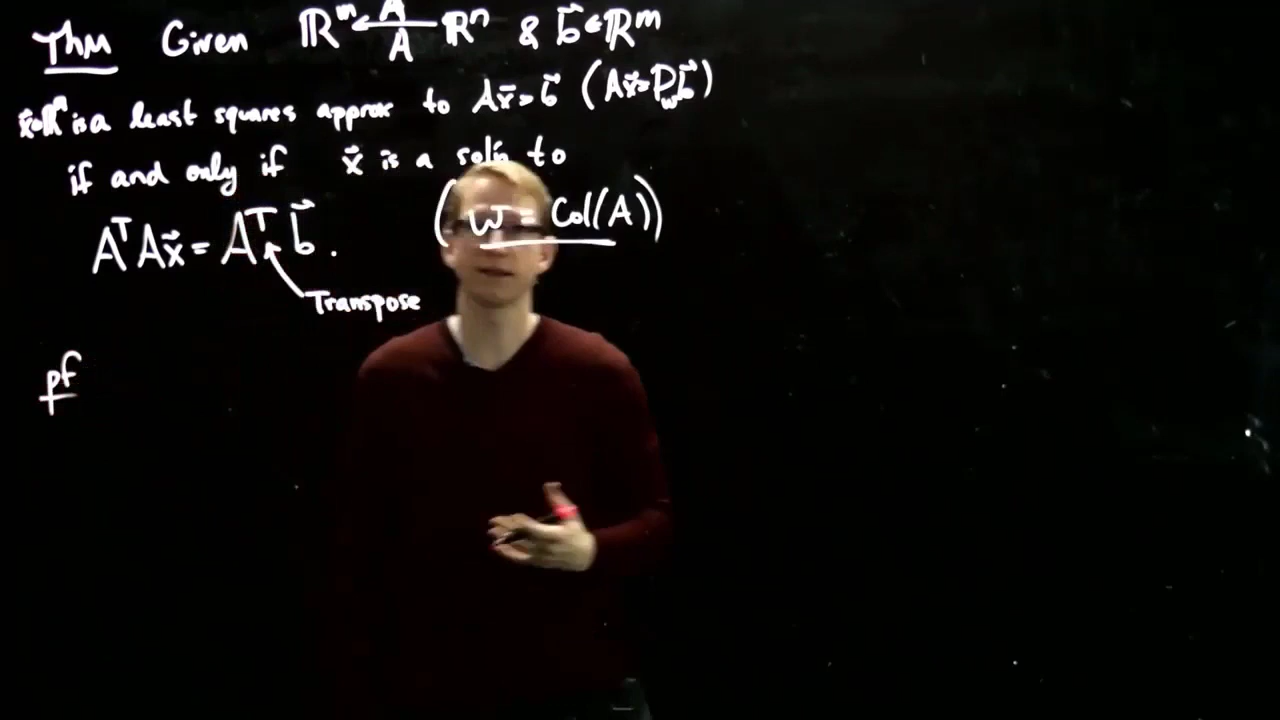 Thm Given ℝᵐ ←A— ℝⁿ & b⃗ ∈ ℝᵐ
A
x⃗∈ℝⁿ is a least squares approx to Ax⃗=b⃗ (Ax⃗=P_W b⃗)
if and only if x⃗ is a sol'n to
(W = Col(A))
AᵀAx⃗ = Aᵀb⃗.
Transpose
pf